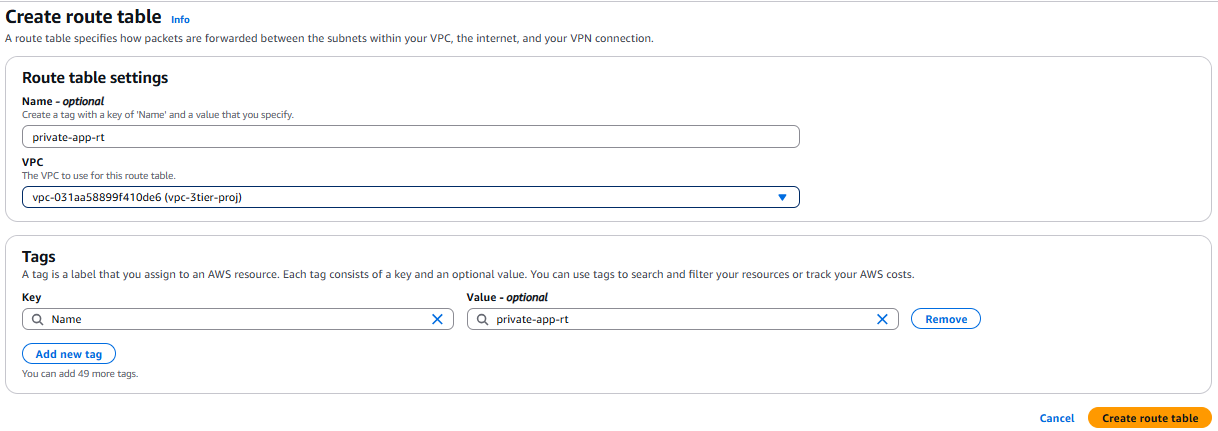 Create route table Info
A route table specifies how packets are forwarded between the subnets within your VPC, the internet, and your VPN connection.
Route table settings
Name - optional
Create a tag with a key of 'Name' and a value that you specify.
private-app-rt
VPC
The VPC to use for this route table.
vpc-031aa58899f410de6 (vpc-3tier-proj)
Tags
A tag is a label that you assign to an AWS resource. Each tag consists of a key and an optional value. You can use tags to search and filter your resources or track your AWS costs.
Key Value - optional
Name private-app-rt Remove
Add new tag
You can add 49 more tags.
Cancel Create route table